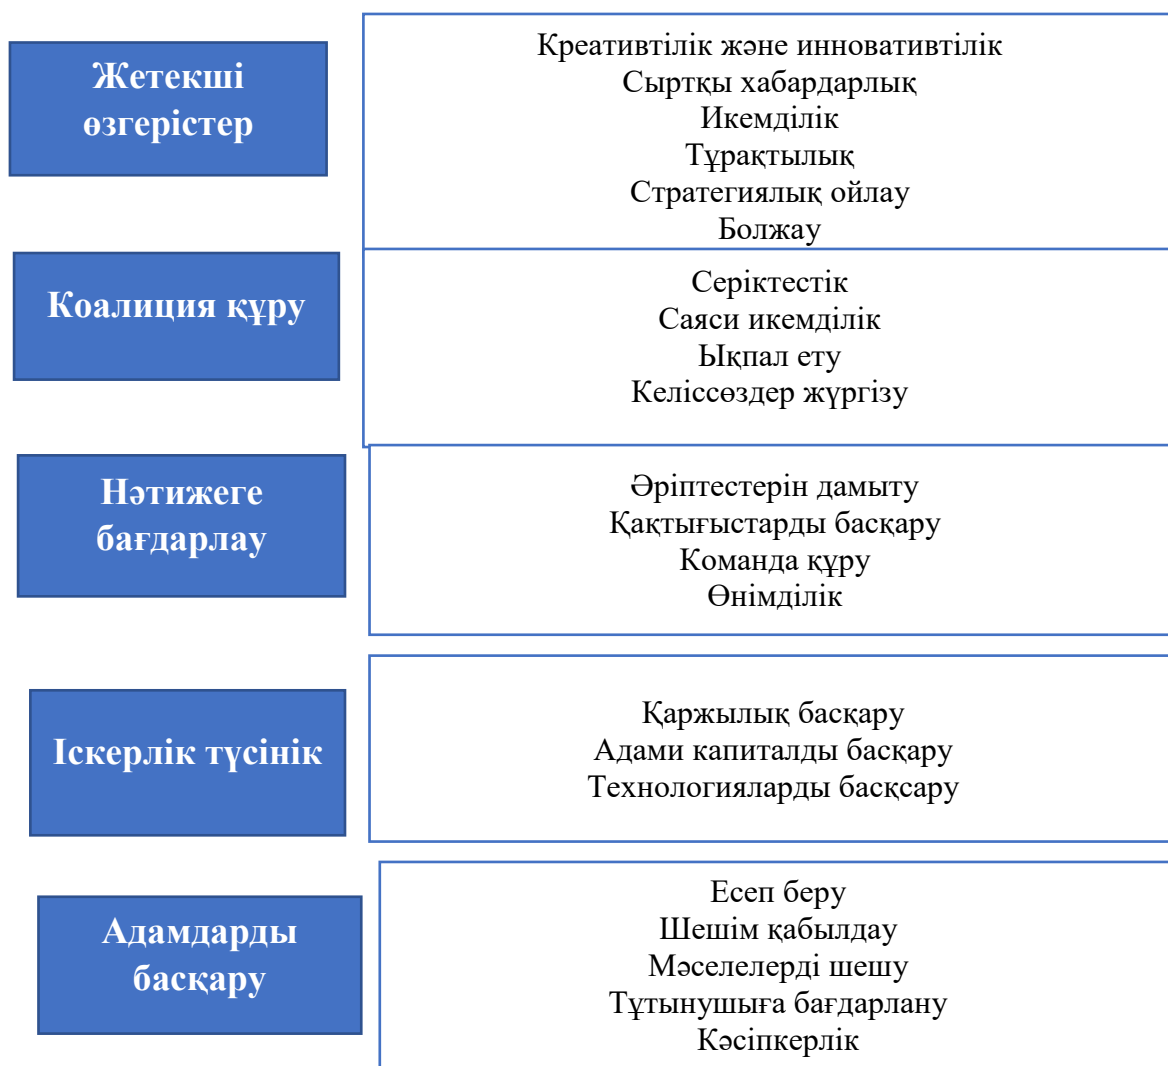 Жетекші
өзгерістер
Креативтілік және инновативтілік
Сыртқы хабардарлық
Икемділік
Тұрақтылық
Стратегиялық ойлау
Болжау
Коалиция құру
Серіктестік
Саяси икемділік
Ықпал ету
Келіссөздер жүргізу
Нәтижеге
бағдарлау
Әріптестерін дамыту
Қақтығыстарды басқару
Команда құру
Өнімділік
Іскерлік түсінік
Қаржылық басқару
Адами капиталды басқару
Технологияларды басқсару
Адамдарды
басқару
Есеп беру
Шешім қабылдау
Мәселелерді шешу
Тұтынушыға бағдарлану
Кәсіпкерлік